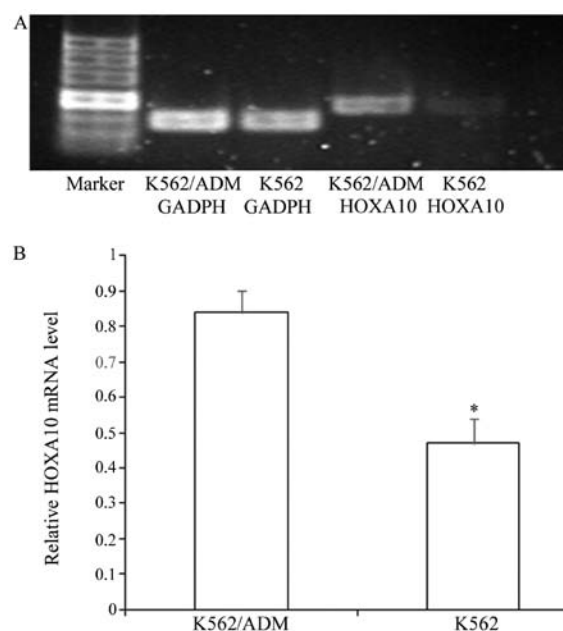 A
Marker K562/ADM K562 K562/ADM K562
GADPH GADPH HOXA10 HOXA10
B
Relative HOXA10 mRNA level
1
0.9
0.8
0.7
0.6
0.5
0.4
0.3
0.2
0.1
0
*
K562/ADM K562